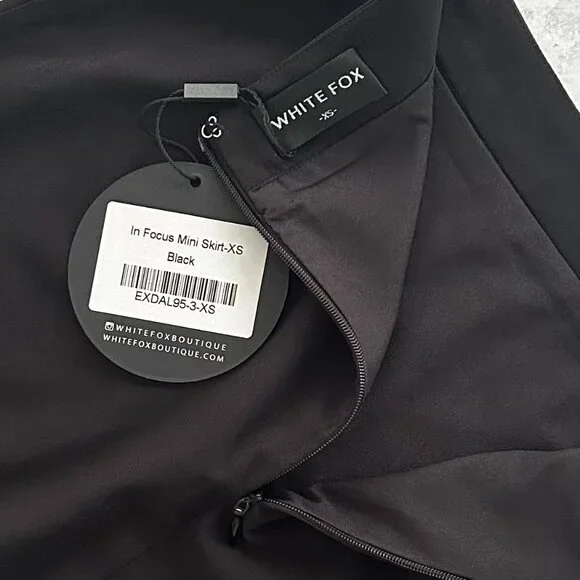 WHITE FOX
-XS-
In Focus Mini Skirt-XS
Black
EXDAL95-3-XS
WHITEFOXBOUTIQUE
WHITEFOXBOUTIQUE.COM